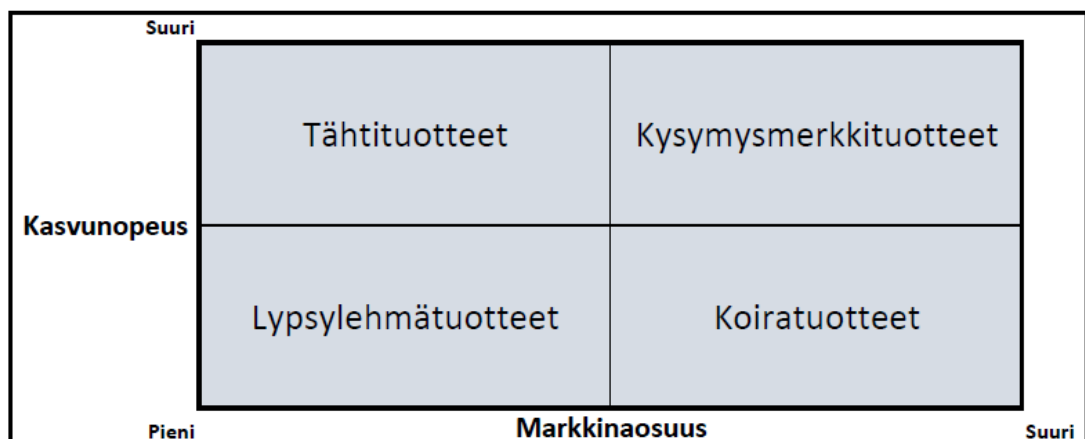 Suuri
Tähtituotteet
Kysymysmerkkituotteet
Kasvunopeus
Lypsylehmätuotteet
Koiratuotteet
Pieni
Markkinaosuus
Suuri